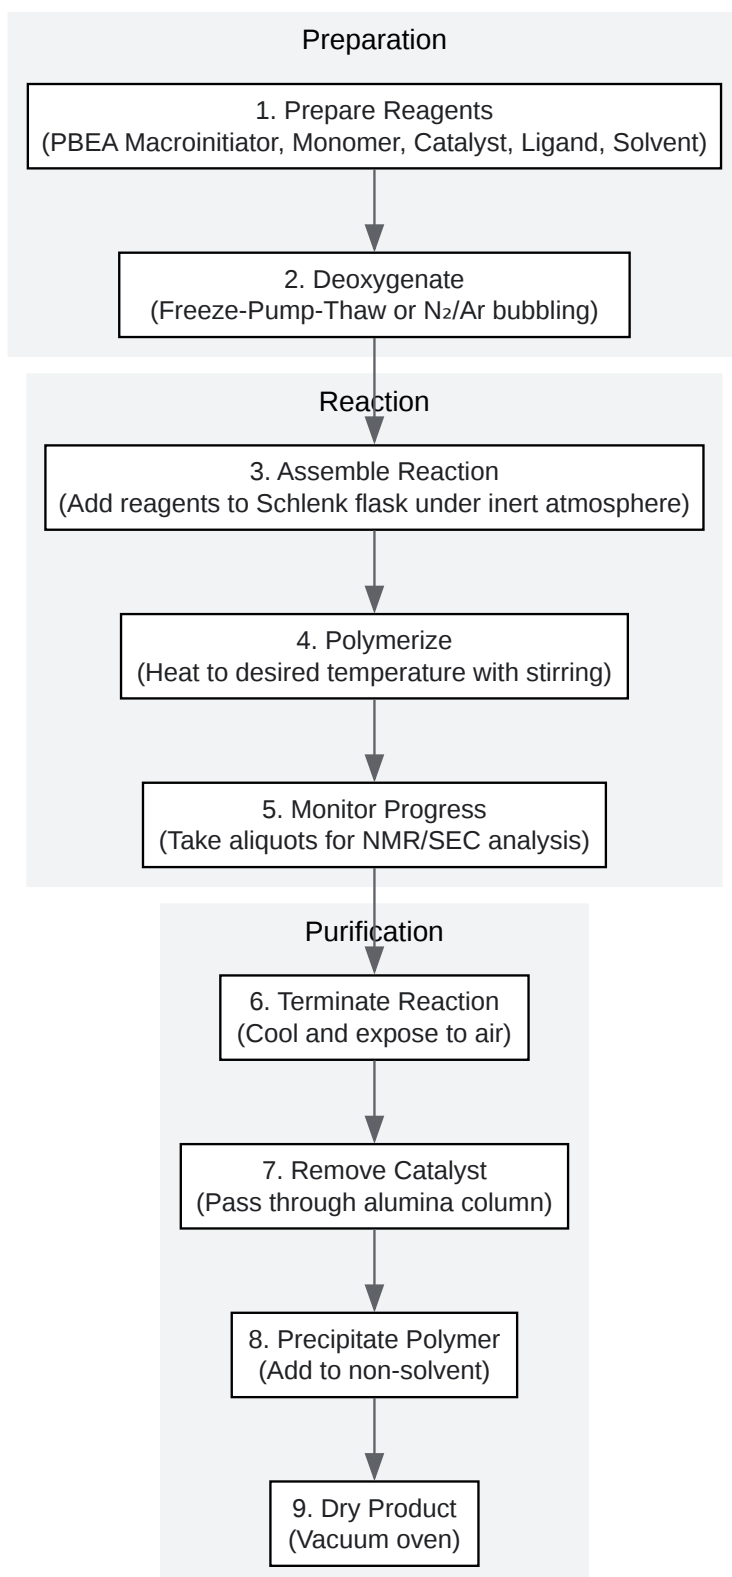 Preparation
1. Prepare Reagents
(PBEA Macroinitiator, Monomer, Catalyst, Ligand, Solvent)
2. Deoxygenate
(Freeze-Pump-Thaw or N₂/Ar bubbling)
Reaction
3. Assemble Reaction
(Add reagents to Schlenk flask under inert atmosphere)
4. Polymerize
(Heat to desired temperature with stirring)
5. Monitor Progress
(Take aliquots for NMR/SEC analysis)
Purification
6. Terminate Reaction
(Cool and expose to air)
7. Remove Catalyst
(Pass through alumina column)
8. Precipitate Polymer
(Add to non-solvent)
9. Dry Product
(Vacuum oven)